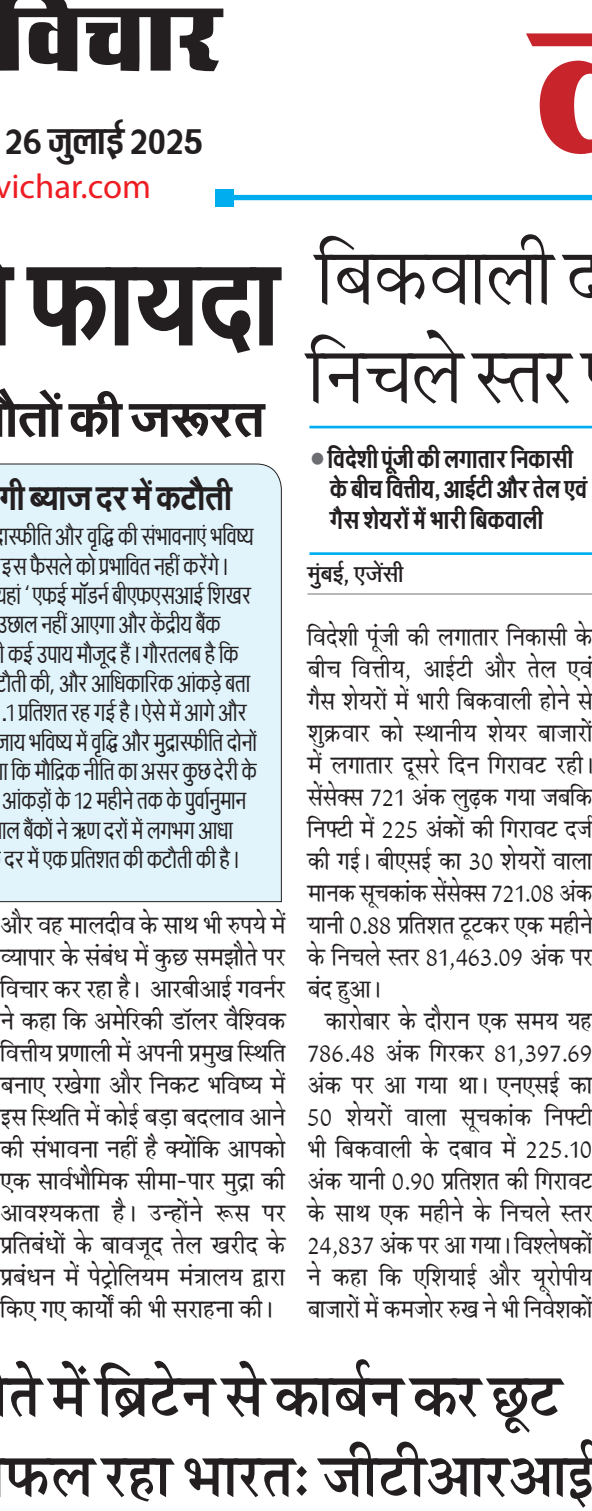 विचार
26 जुलाई 2025
vichar.com
फायदा
की जरूरत
ब्याज दर में कटौती
और वृद्धि की संभावनाएं भविष्य
इस फैसले को प्रभावित नहीं करेंगे।
यहां ‘एफई मॉडर्न बीएफएसआई शिखर
उछाल नहीं आएगा और केंद्रीय बैंक
कई उपाय मौजूद हैं। गौरतलब है कि
की, और आधिकारिक आंकड़े बता
.1 प्रतिशत रह गई है। ऐसे में आगे और
भविष्य में वृद्धि और मुद्रास्फीति दोनों
कि मौद्रिक नीति का असर कुछ देरी के
आंकड़ों के 12 महीने तक के पुर्वानुमान
बैंकों ने ऋण दरों में लगभग आधा
दर में एक प्रतिशत की कटौती की है।
और वह मालदीव के साथ भी रुपये में
व्यापार के संबंध में कुछ समझौते पर
विचार कर रहा है। आरबीआई गवर्नर
ने कहा कि अमेरिकी डॉलर वैश्विक
वित्तीय प्रणाली में अपनी प्रमुख स्थिति
बनाए रखेगा और निकट भविष्य में
इस स्थिति में कोई बड़ा बदलाव आने
की संभावना नहीं है क्योंकि आपको
एक सार्वभौमिक सीमा-पार मुद्रा की
आवश्यकता है। उन्होंने रूस पर
प्रतिबंधों के बावजूद तेल खरीद के
प्रबंधन में पेट्रोलियम मंत्रालय द्वारा
किए गए कार्यों की भी सराहना की।
बिकवाली
निचले स्तर
• विदेशी पूंजी की लगातार निकासी
के बीच वित्तीय, आईटी और तेल एवं
गैस शेयरों में भारी बिकवाली
मुंबई, एजेंसी
विदेशी पूंजी की लगातार निकासी के
बीच वित्तीय, आईटी और तेल एवं
गैस शेयरों में भारी बिकवाली होने से
शुक्रवार को स्थानीय शेयर बाजारों
में लगातार दूसरे दिन गिरावट रही।
सेंसेक्स 721 अंक लुढ़क गया जबकि
निफ्टी में 225 अंकों की गिरावट दर्ज
की गई। बीएसई का 30 शेयरों वाला
मानक सूचकांक सेंसेक्स 721.08 अंक
यानी 0.88 प्रतिशत टूटकर एक महीने
के निचले स्तर 81,463.09 अंक पर
बंद हुआ।
कारोबार के दौरान एक समय यह
786.48 अंक गिरकर 81,397.69
अंक पर आ गया था। एनएसई का
50 शेयरों वाला सूचकांक निफ्टी
भी बिकवाली के दबाव में 225.10
अंक यानी 0.90 प्रतिशत की गिरावट
के साथ एक महीने के निचले स्तर
24,837 अंक पर आ गया। विश्लेषकों
ने कहा कि एशियाई और यूरोपीय
बाजारों में कमजोर रुख ने भी निवेशकों
में ब्रिटेन से कार्बन कर छूट
रहा भारतः जीटीआरआई